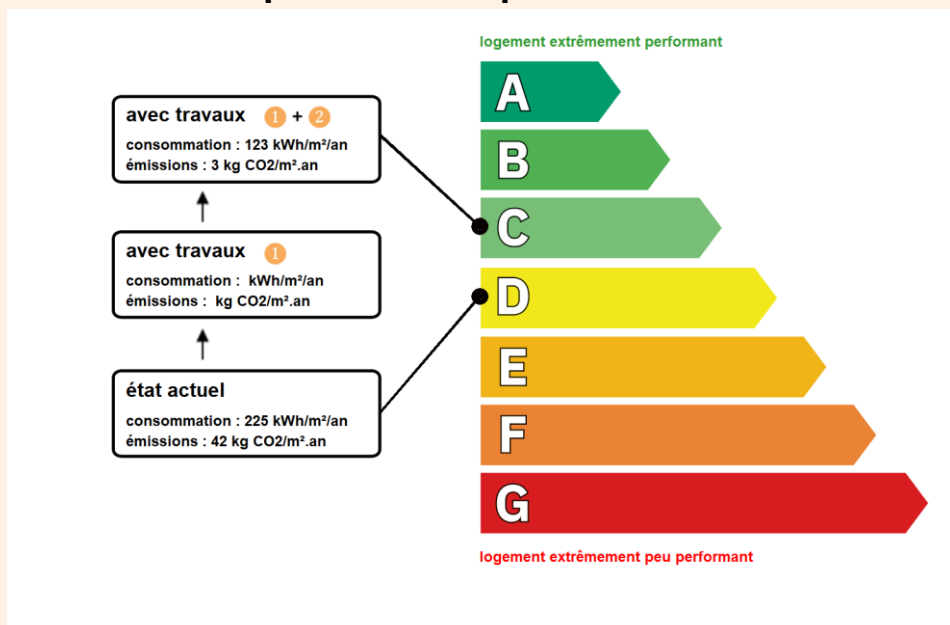 logement extrêmement performant
avec travaux 1 + 2
consommation : 123 kWh/m²/an
émissions : 3 kg CO2/m².an
avec travaux 1
consommation : kWh/m²/an
émissions : kg CO2/m².an
état actuel
consommation : 225 kWh/m²/an
émissions : 42 kg CO2/m².an
A
B
C
D
E
F
G
logement extrêmement peu performant